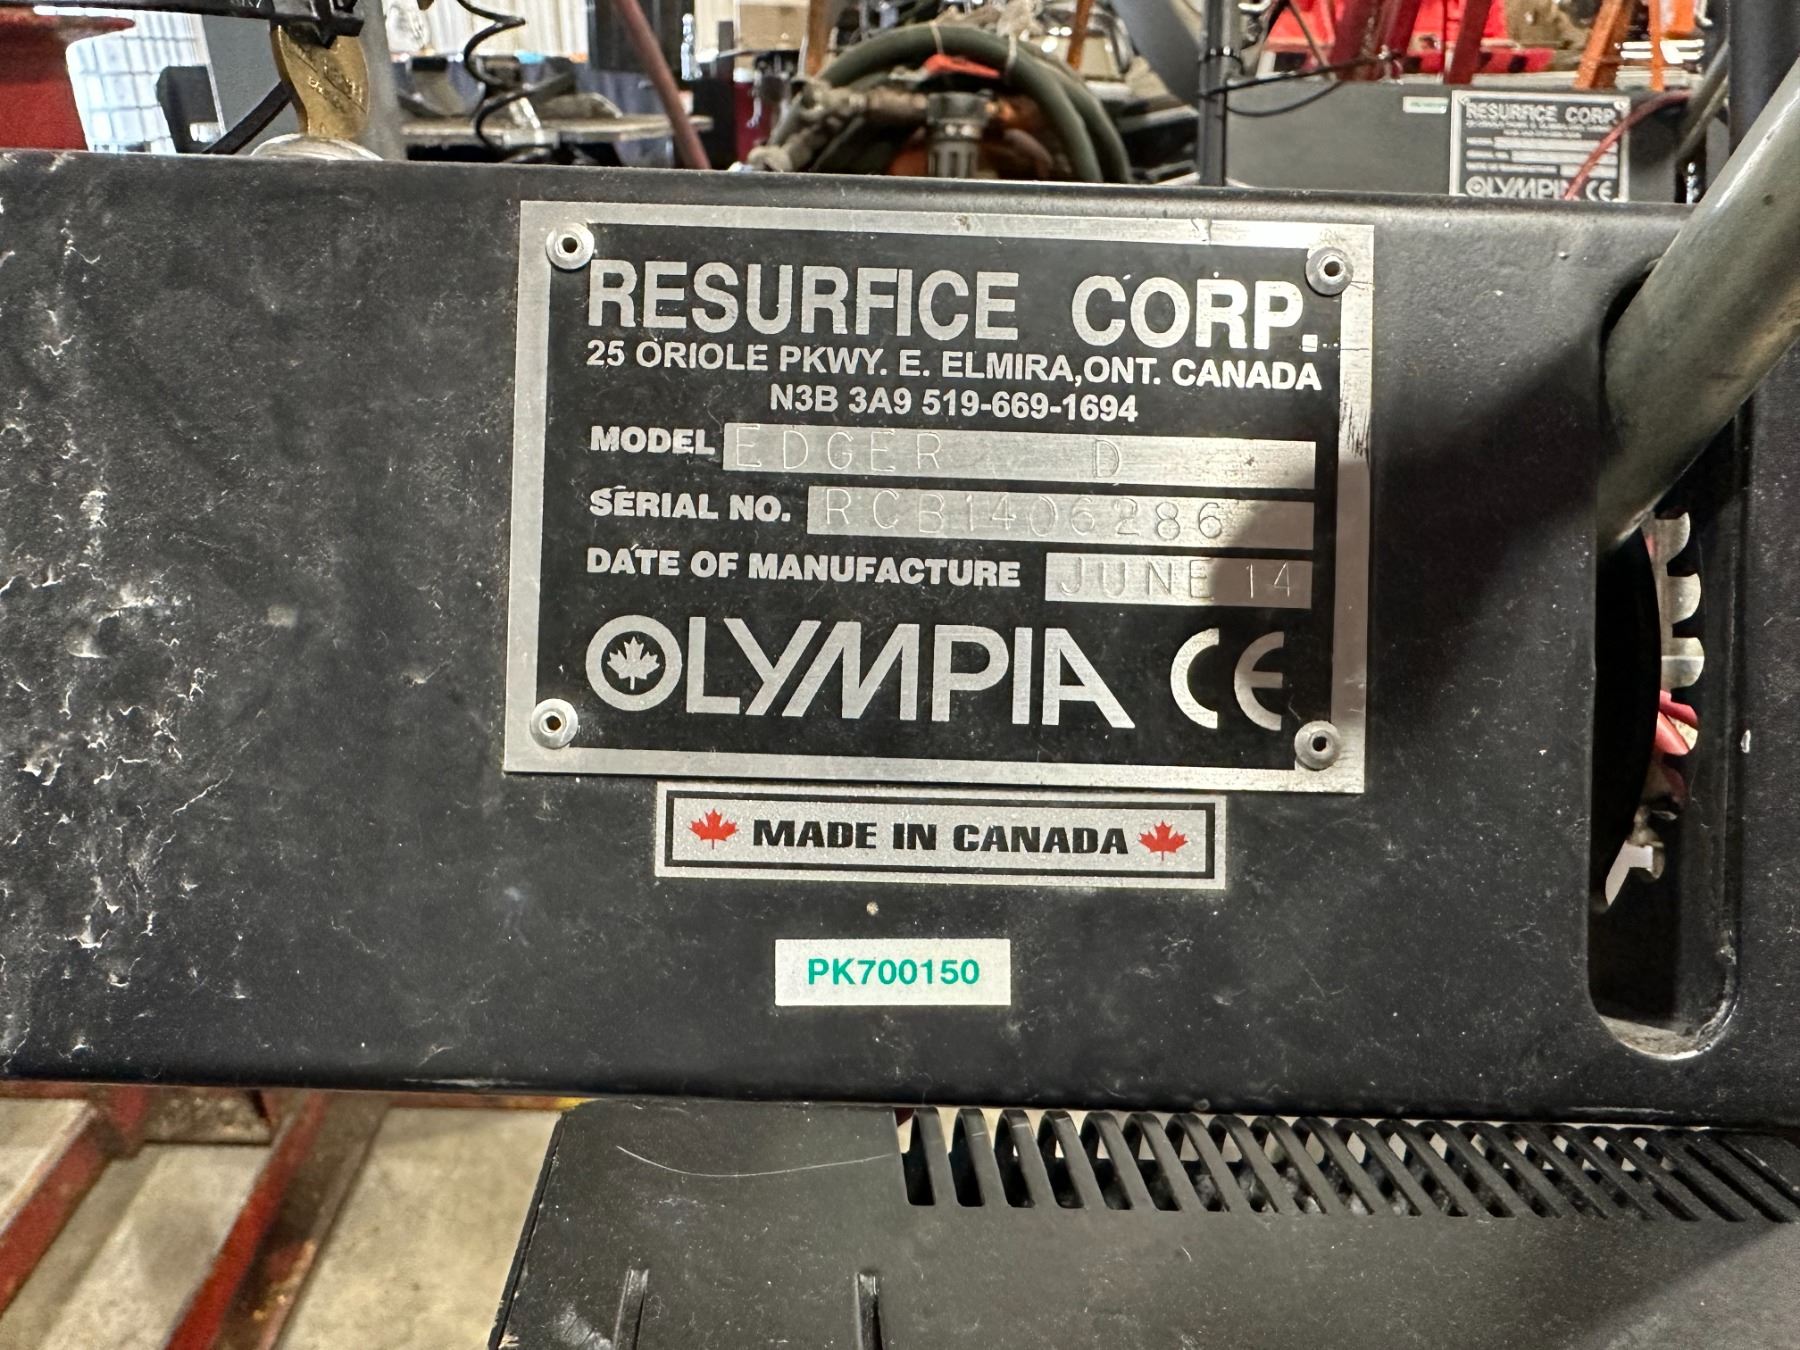 RESURFICE CORP.
25 ORIOLE PKWY. E. ELMIRA, ONT. CANADA
N3B 3A9 519-669-1694
MODEL EDGER D
SERIAL NO. RCB1406286
DATE OF MANUFACTURE JUNE 14
OLYMPIA CE
MADE IN CANADA
PK700150
RESURFICE CORP.
OLYMPIA CE